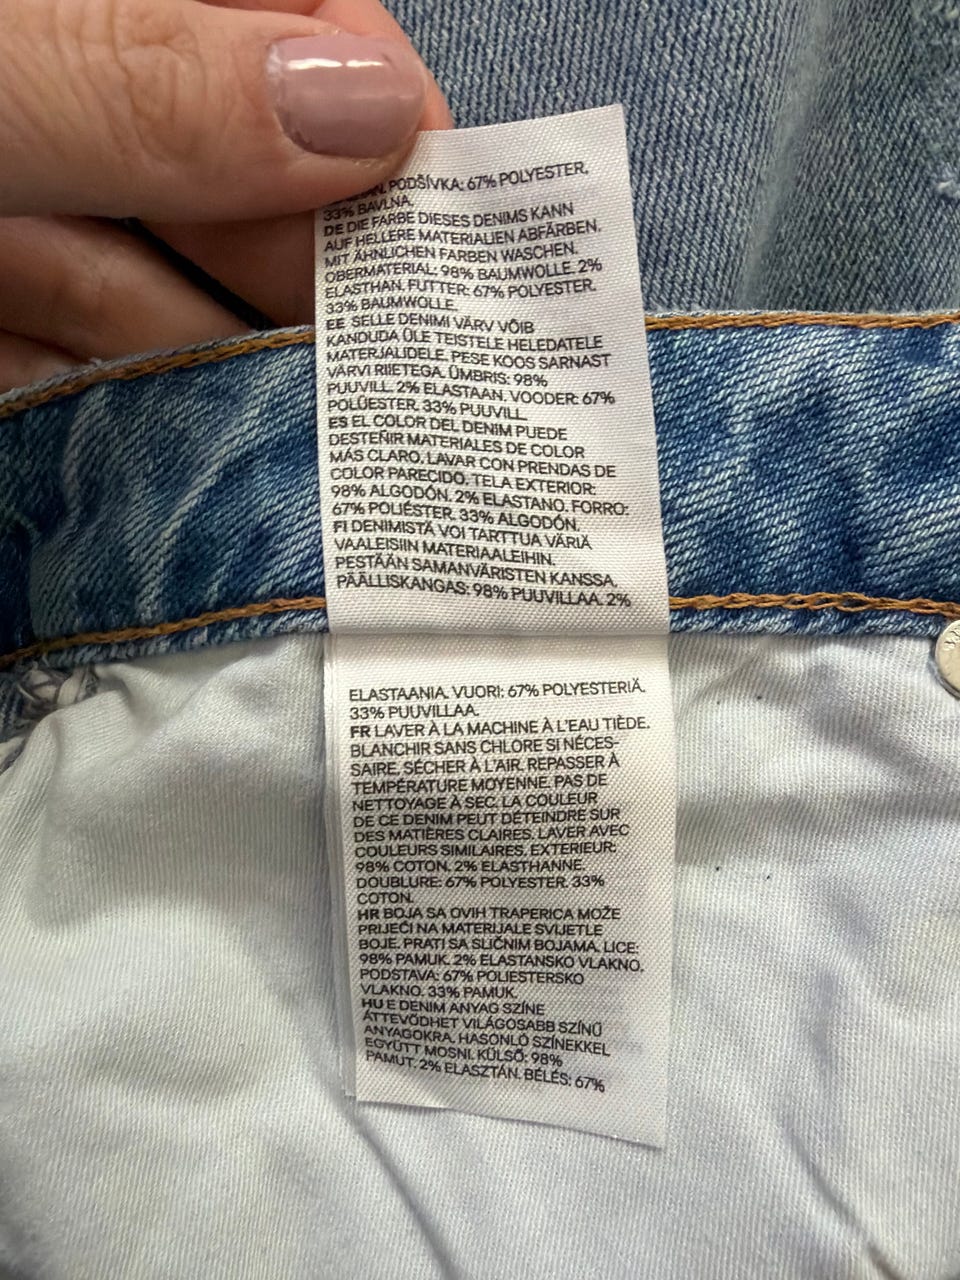 PODŠÍVKA: 67% POLYESTER,
33% BAVLNA.
DE DIE FARBE DIESES DENIMS KANN
AUF HELLERE MATERIALIEN ABFÄRBEN.
MIT ÄHNLICHEN FARBEN WASCHEN.
OBERMATERIAL: 98% BAUMWOLLE. 2%
ELASTHAN. FUTTER: 67% POLYESTER.
33% BAUMWOLLE.
EE SELLE DENIMI VÄRV VÕIB
KANDUDA ÜLE TEISTELE HELEDATELE
MATERJALIDELE. PESE KOOS SARNAST
VÄRVI RIIETEGA. ÜMBRIS: 98%
PUUVILL. 2% ELASTAAN. VOODER: 67%
POLÜESTER. 33% PUUVILL.
ES EL COLOR DEL DENIM PUEDE
DESTEÑIR MATERIALES DE COLOR
MÁS CLARO. LAVAR CON PRENDAS DE
COLOR PARECIDO. TELA EXTERIOR:
98% ALGODÓN. 2% ELASTANO. FORRO:
67% POLIÉSTER. 33% ALGODÓN.
FI DENIMISTÄ VOI TARTTUA VÄRIÄ
VAALEISIIN MATERIAALEIHIN.
PESTÄÄN SAMANVÄRISTEN KANSSA.
PÄÄLLISKANGAS: 98% PUUVILLAA. 2%
ELASTAANIA. VUORI: 67% POLYESTERIÄ.
33% PUUVILLAA.
FR LAVER À LA MACHINE À L'EAU TIÈDE.
BLANCHIR SANS CHLORE SI NÉCES-
SAIRE. SÉCHER À L'AIR. REPASSER À
TEMPÉRATURE MOYENNE. PAS DE
NETTOYAGE À SEC. LA COULEUR
DE CE DENIM PEUT DÉTEINDRE SUR
DES MATIÈRES CLAIRES. LAVER AVEC
COULEURS SIMILAIRES. EXTERIEUR:
98% COTON. 2% ELASTHANNE.
DOUBLURE: 67% POLYESTER. 33%
COTON.
HR BOJA SA OVIH TRAPERICA MOŽE
PRIJEĆI NA MATERIJALE SVIJETLE
BOJE. PRATI SA SLIČNIM BOJAMA. LICE:
98% PAMUK. 2% ELASTANSKO VLAKNO.
PODSTAVA: 67% POLIESTERSKO
VLAKNO. 33% PAMUK.
HU E DENIM ANYAG SZÍNE
ÁTTEVŐDHET VILÁGOSABB SZÍNŰ
ANYAGOKRA. HASONLÓ SZÍNEKKEL
EGYÜTT MOSNI. KÜLSŐ: 98%
PAMUT. 2% ELASZTÁN. BÉLÉS: 67%